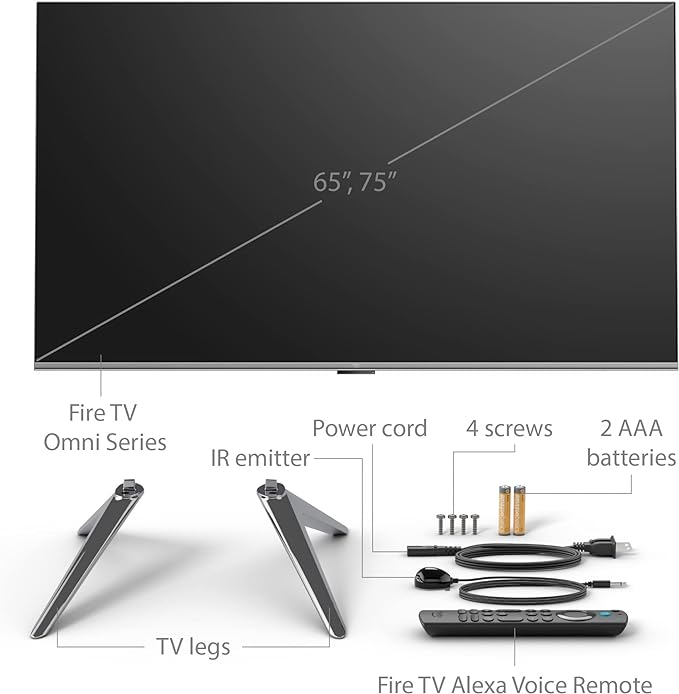 65”, 75”
Fire TV
Omni Series
Power cord
4 screws
2 AAA
batteries
IR emitter
TV legs
Fire TV Alexa Voice Remote